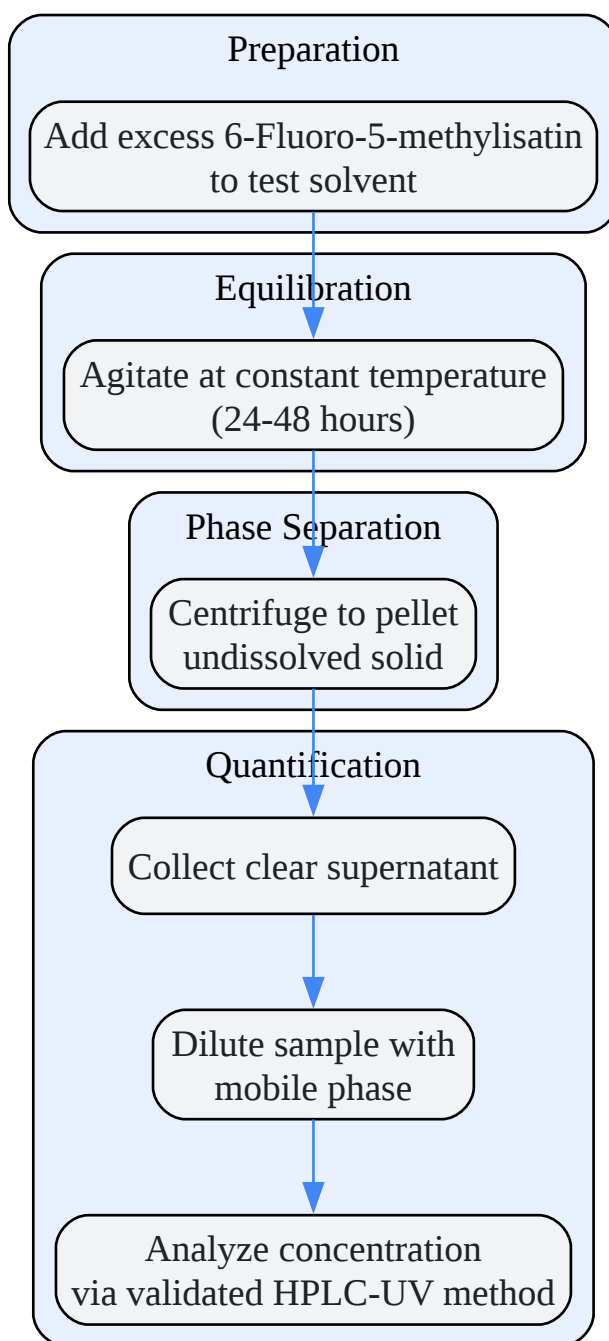 Preparation
Add excess 6-Fluoro-5-methylisatin
to test solvent
Equilibration
Agitate at constant temperature
(24-48 hours)
Phase Separation
Centrifuge to pellet
undissolved solid
Quantification
Collect clear supernatant
Dilute sample with
mobile phase
Analyze concentration
via validated HPLC-UV method